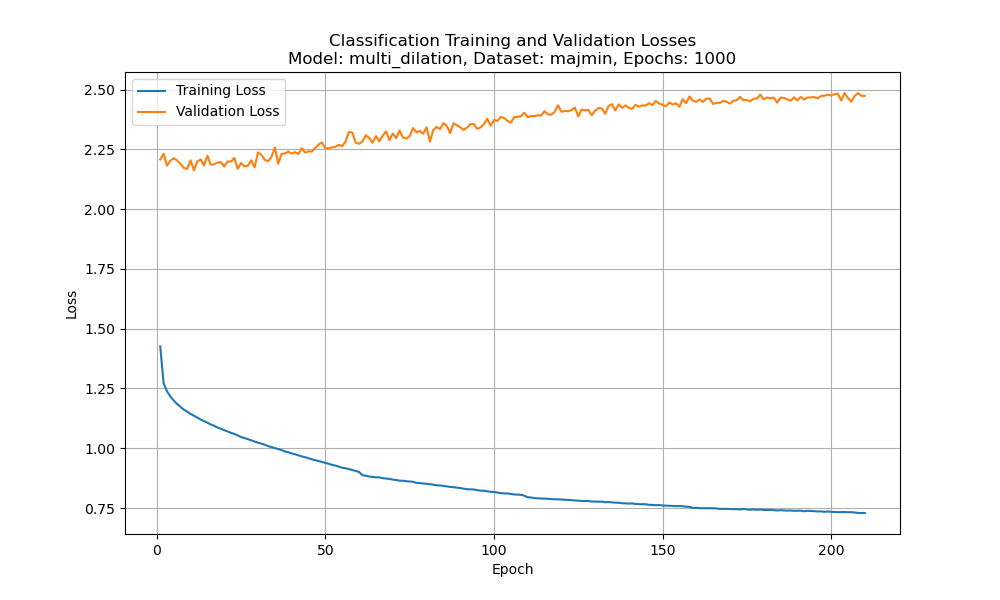 Classification Training and Validation Losses
Model: multi_dilation, Dataset: majmin, Epochs: 1000
Training Loss
Validation Loss
2.50
2.25
2.00
1.75
1.50
1.25
1.00
0.75
Loss
0 50 100 150 200
Epoch